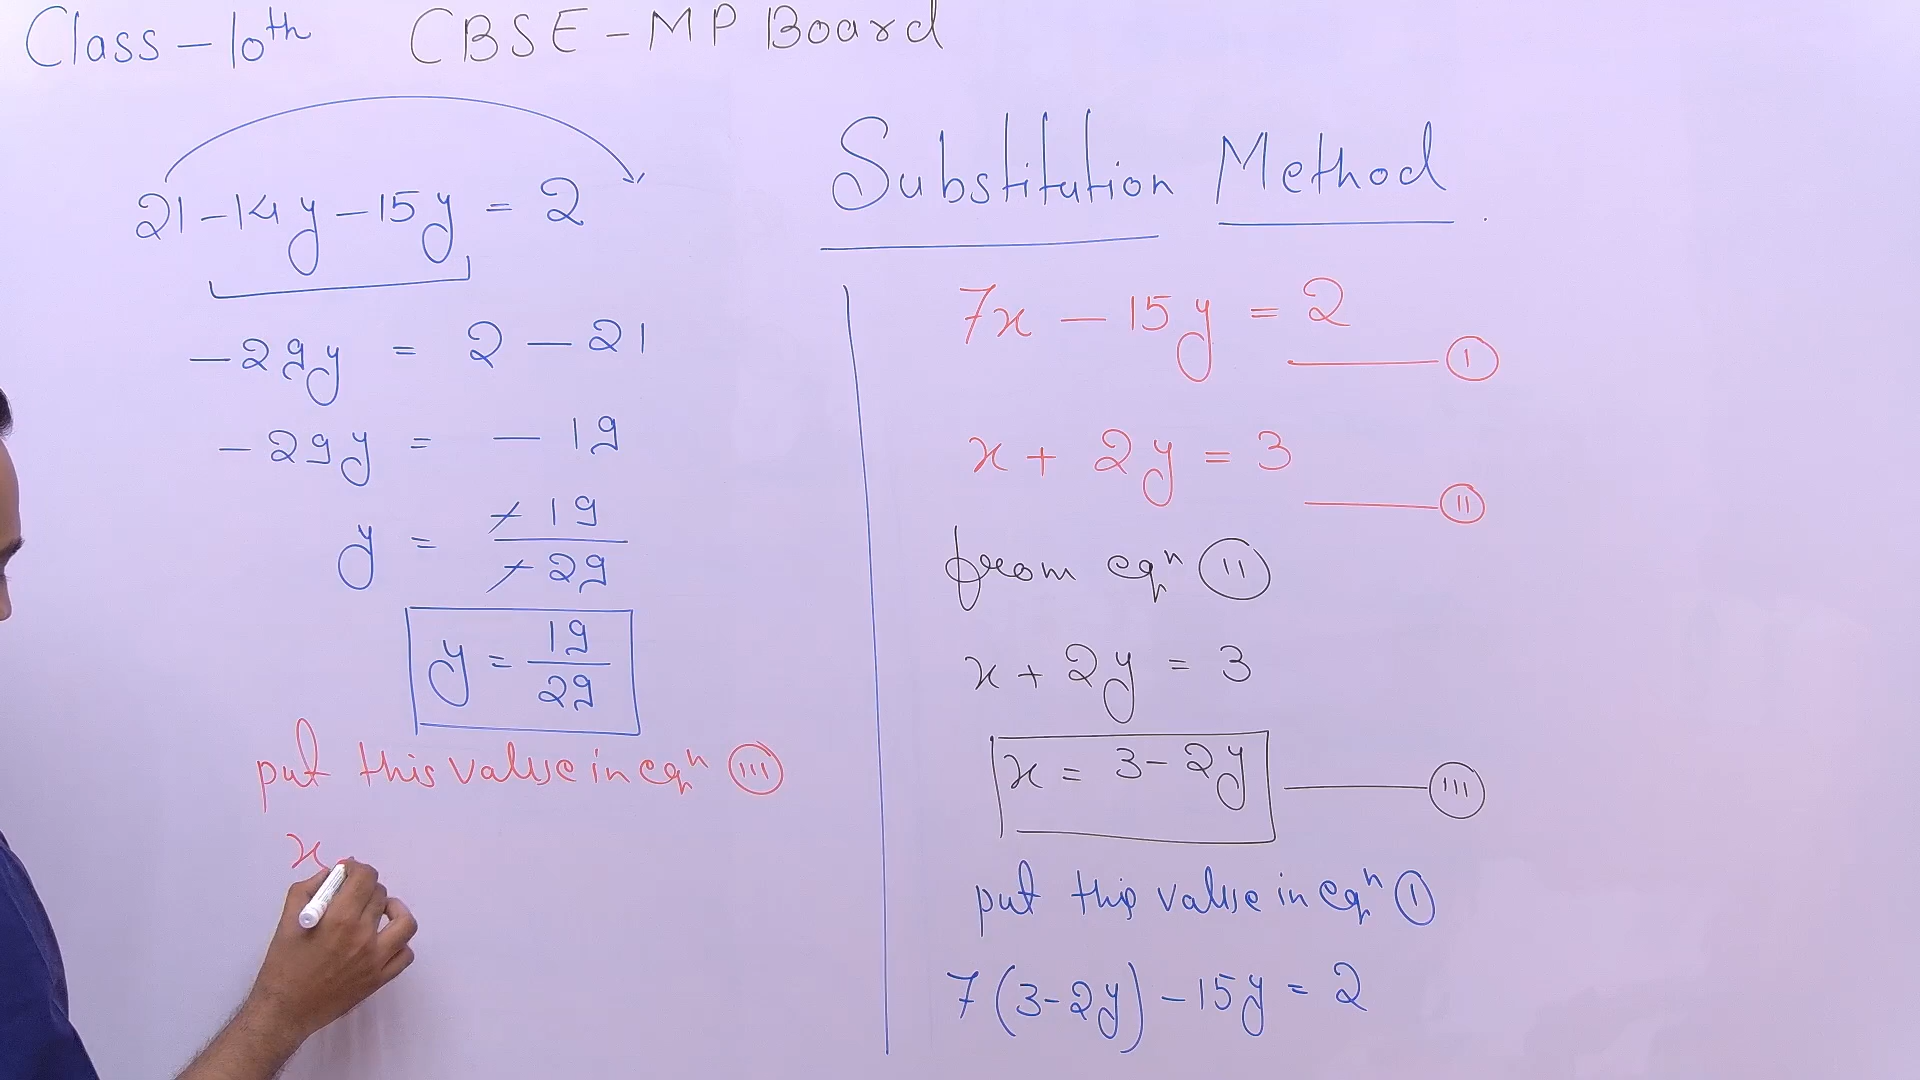 Class - 10th CBSE - MP Board
Substitution Method
7x - 15y = 2 ——— (I)
x + 2y = 3 ——— (II)
from eqn (II)
x + 2y = 3
x = 3 - 2y ——— (III)
put this value in eqn (I)
7(3-2y) - 15y = 2
21 - 14y - 15y = 2
-29y = 2 - 21
-29y = -19
y = -19/-29
y = 19/29
put this value in eqn (III)
x